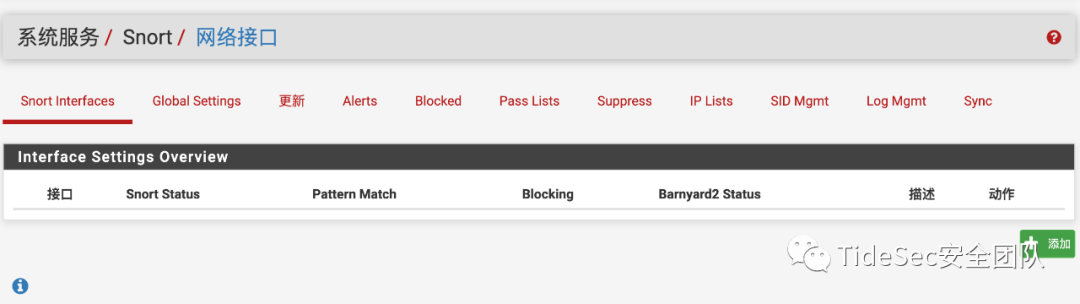 系统服务 / Snort / 网络接口
Snort Interfaces Global Settings 更新 Alerts Blocked Pass Lists Suppress IP Lists SID Mgmt Log Mgmt Sync
Interface Settings Overview
接口 Snort Status Pattern Match Blocking Barnyard2 Status 描述 动作
添加
TideSec安全团队